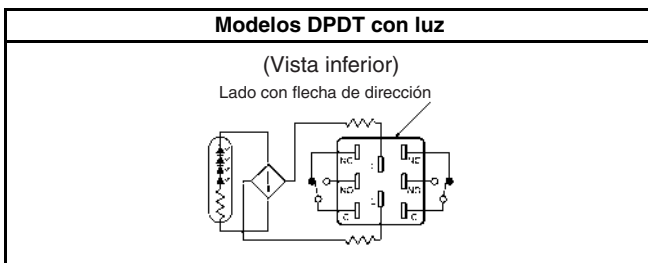 Modelos DPDT con luz
(Vista inferior)
Lado con flecha de dirección
NC
NC
NO
NO
C
C